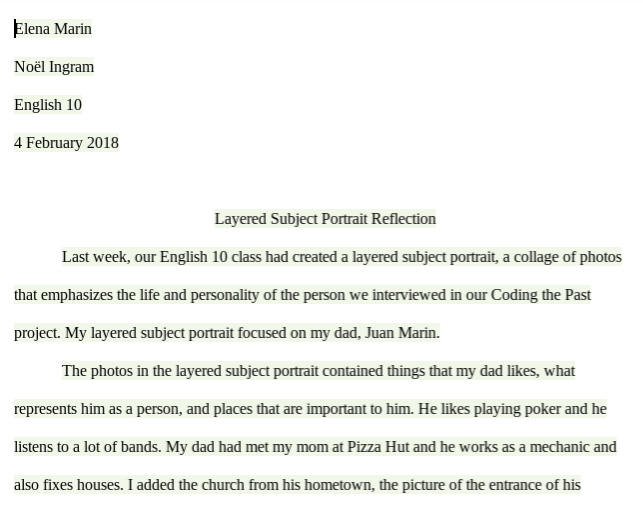 Elena Marin
Noël Ingram
English 10
4 February 2018
Layered Subject Portrait Reflection
Last week, our English 10 class had created a layered subject portrait, a collage of photos
that emphasizes the life and personality of the person we interviewed in our Coding the Past
project. My layered subject portrait focused on my dad, Juan Marin.
The photos in the layered subject portrait contained things that my dad likes, what
represents him as a person, and places that are important to him. He likes playing poker and he
listens to a lot of bands. My dad had met my mom at Pizza Hut and he works as a mechanic and
also fixes houses. I added the church from his hometown, the picture of the entrance of his